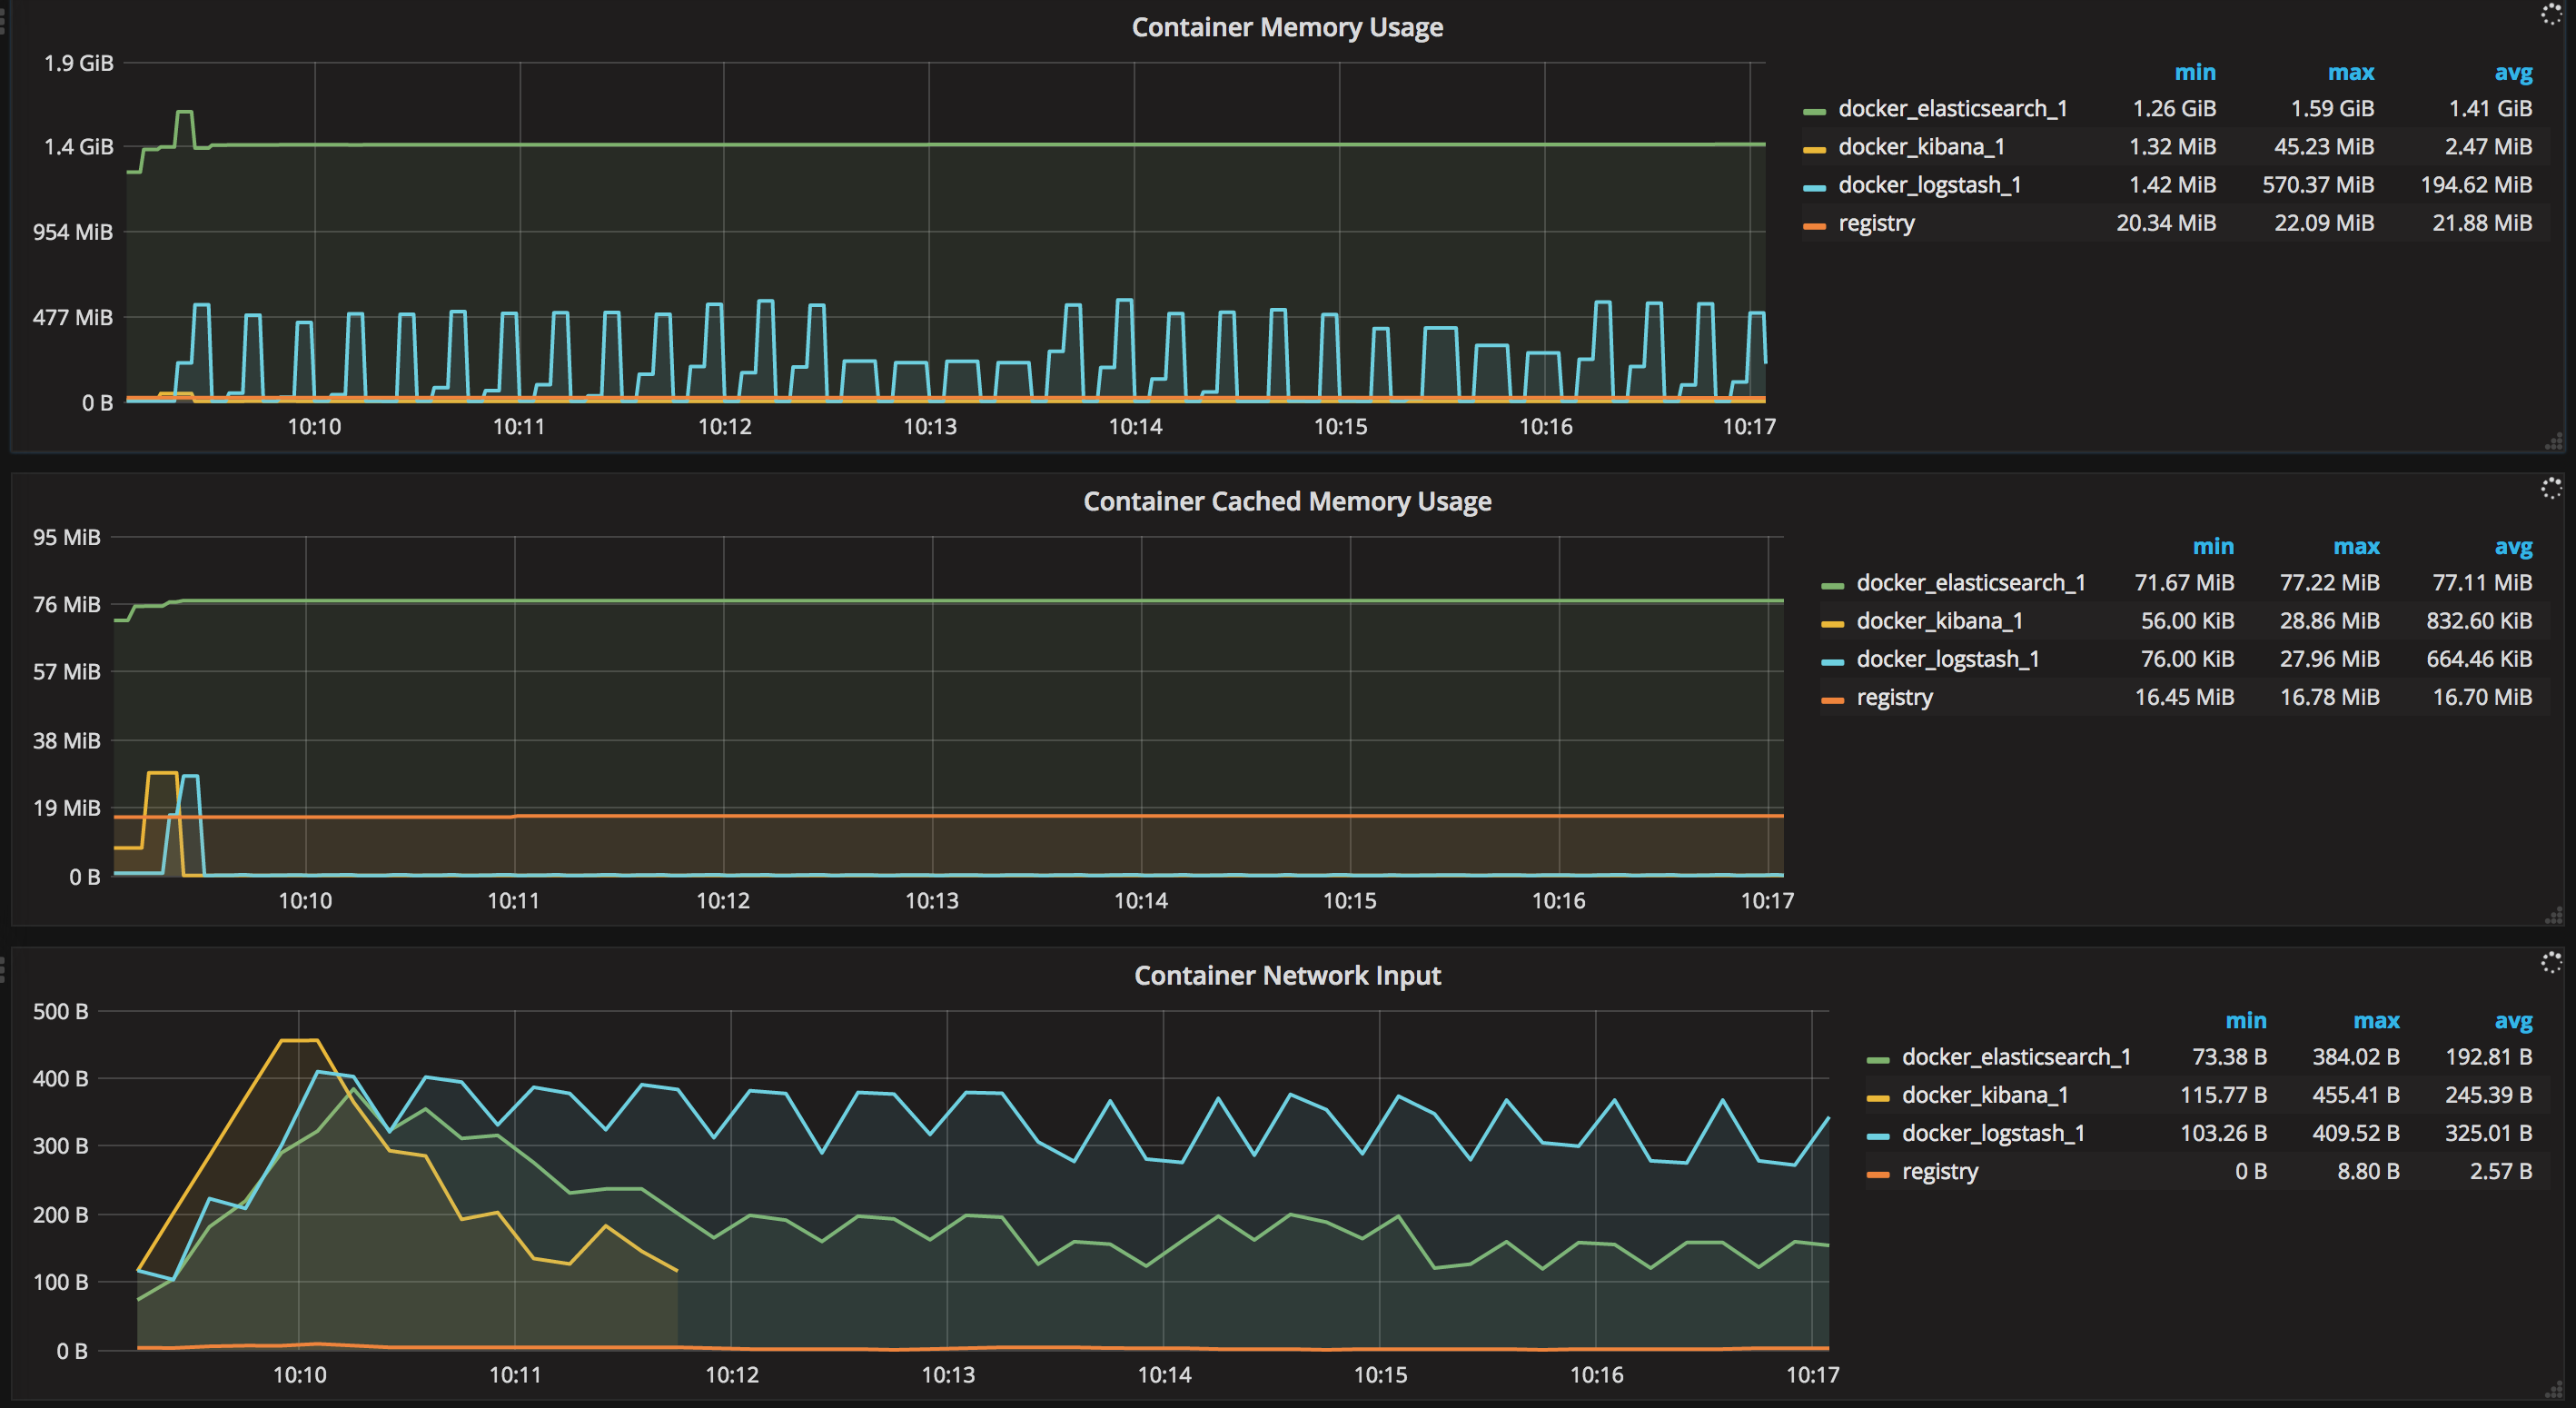 Container Memory Usage
1.9 GiB
1.4 GiB
954 MiB
477 MiB
0 B
10:10 10:11 10:12 10:13 10:14 10:15 10:16 10:17
min max avg
docker_elasticsearch_1 1.26 GiB 1.59 GiB 1.41 GiB
docker_kibana_1 1.32 MiB 45.23 MiB 2.47 MiB
docker_logstash_1 1.42 MiB 570.37 MiB 194.62 MiB
registry 20.34 MiB 22.09 MiB 21.88 MiB
Container Cached Memory Usage
95 MiB
76 MiB
57 MiB
38 MiB
19 MiB
0 B
10:10 10:11 10:12 10:13 10:14 10:15 10:16 10:17
min max avg
docker_elasticsearch_1 71.67 MiB 77.22 MiB 77.11 MiB
docker_kibana_1 56.00 KiB 28.86 MiB 832.60 KiB
docker_logstash_1 76.00 KiB 27.96 MiB 664.46 KiB
registry 16.45 MiB 16.78 MiB 16.70 MiB
Container Network Input
500 B
400 B
300 B
200 B
100 B
0 B
10:10 10:11 10:12 10:13 10:14 10:15 10:16 10:17
min max avg
docker_elasticsearch_1 73.38 B 384.02 B 192.81 B
docker_kibana_1 115.77 B 455.41 B 245.39 B
docker_logstash_1 103.26 B 409.52 B 325.01 B
registry 0 B 8.80 B 2.57 B